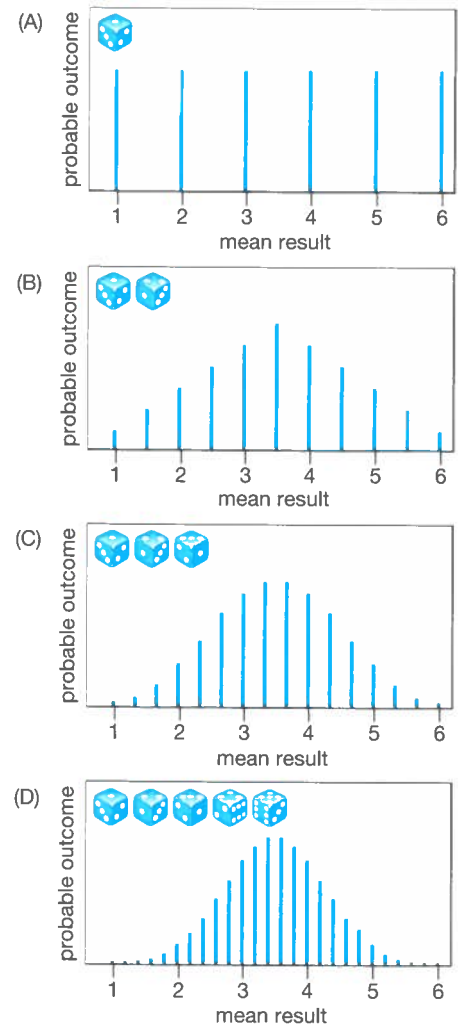 (A)
probable outcome
1 2 3 4 5 6
mean result
(B)
probable outcome
1 2 3 4 5 6
mean result
(C)
probable outcome
1 2 3 4 5 6
mean result
(D)
probable outcome
1 2 3 4 5 6
mean result